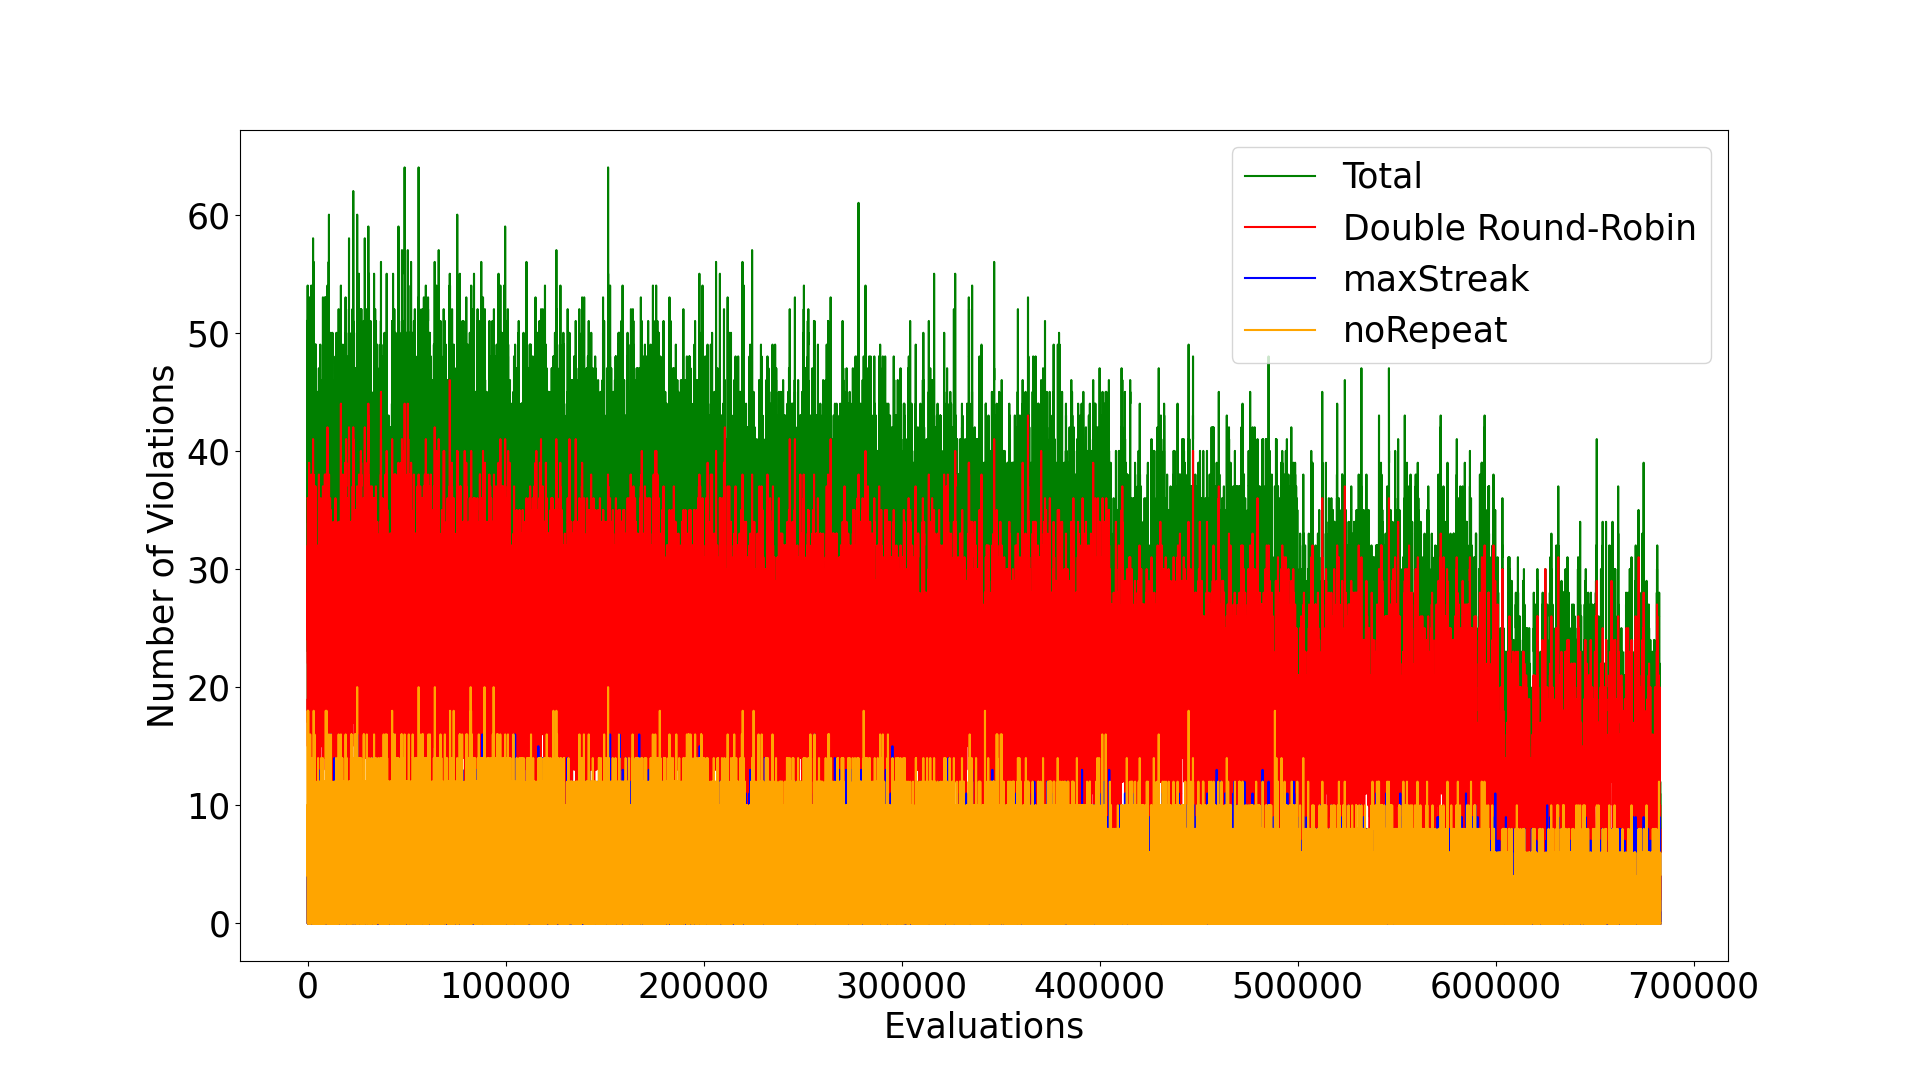 Total
Double Round-Robin
maxStreak
noRepeat
Number of Violations
60
50
40
30
20
10
0
0 100000 200000 300000 400000 500000 600000 700000
Evaluations